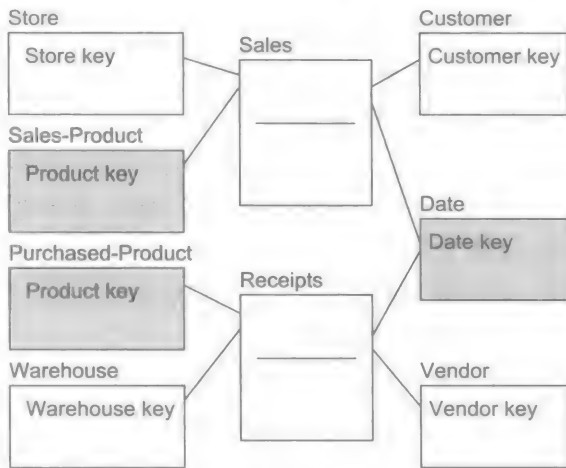 Store
Store key
Sales-Product
Product key
Purchased-Product
Product key
Warehouse
Warehouse key
Sales
Receipts
Customer
Customer key
Date
Date key
Vendor
Vendor key